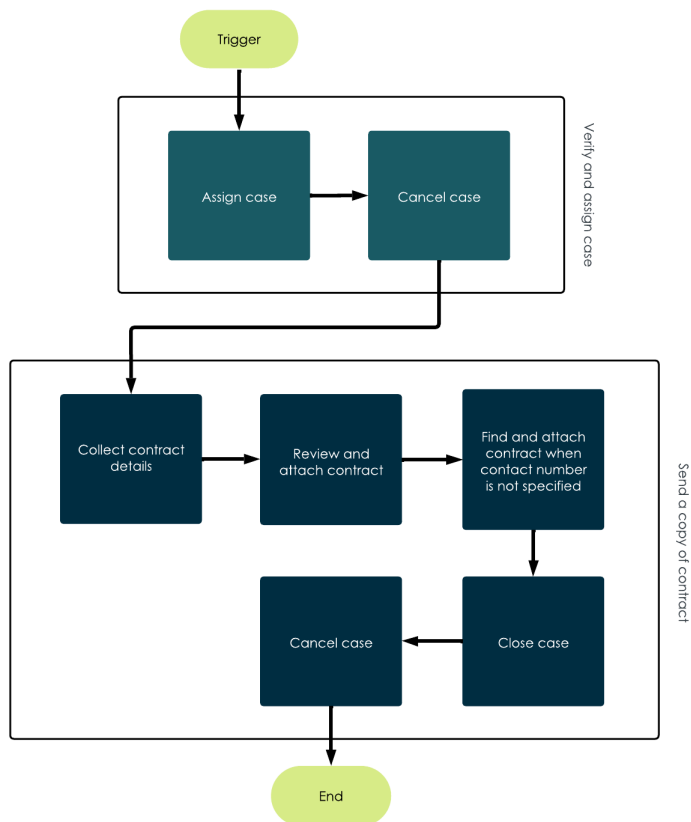 Trigger
Verify and assign case
Assign case
Cancel case
Send a copy of contract
Collect contract
details
Review and
attach contract
Find and attach
contract when
contact number
is not specified
Close case
Cancel case
End